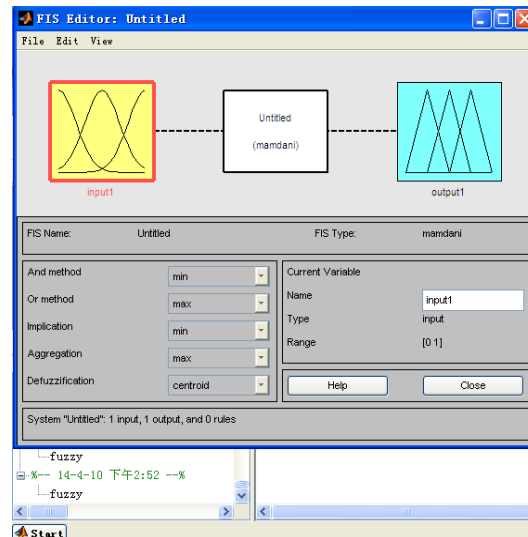 FIS Editor: Untitled
File Edit View
Untitled
(mamdani)
input1
output1
FIS Name: Untitled FIS Type: mamdani
And method min
Or method max
Implication min
Aggregation max
Defuzzification centroid
Current Variable
Name input1
Type input
Range [0 1]
Help Close
System "Untitled": 1 input, 1 output, and 0 rules
fuzzy
%-- 14-4-10 下午2:52 --%
fuzzy
Start